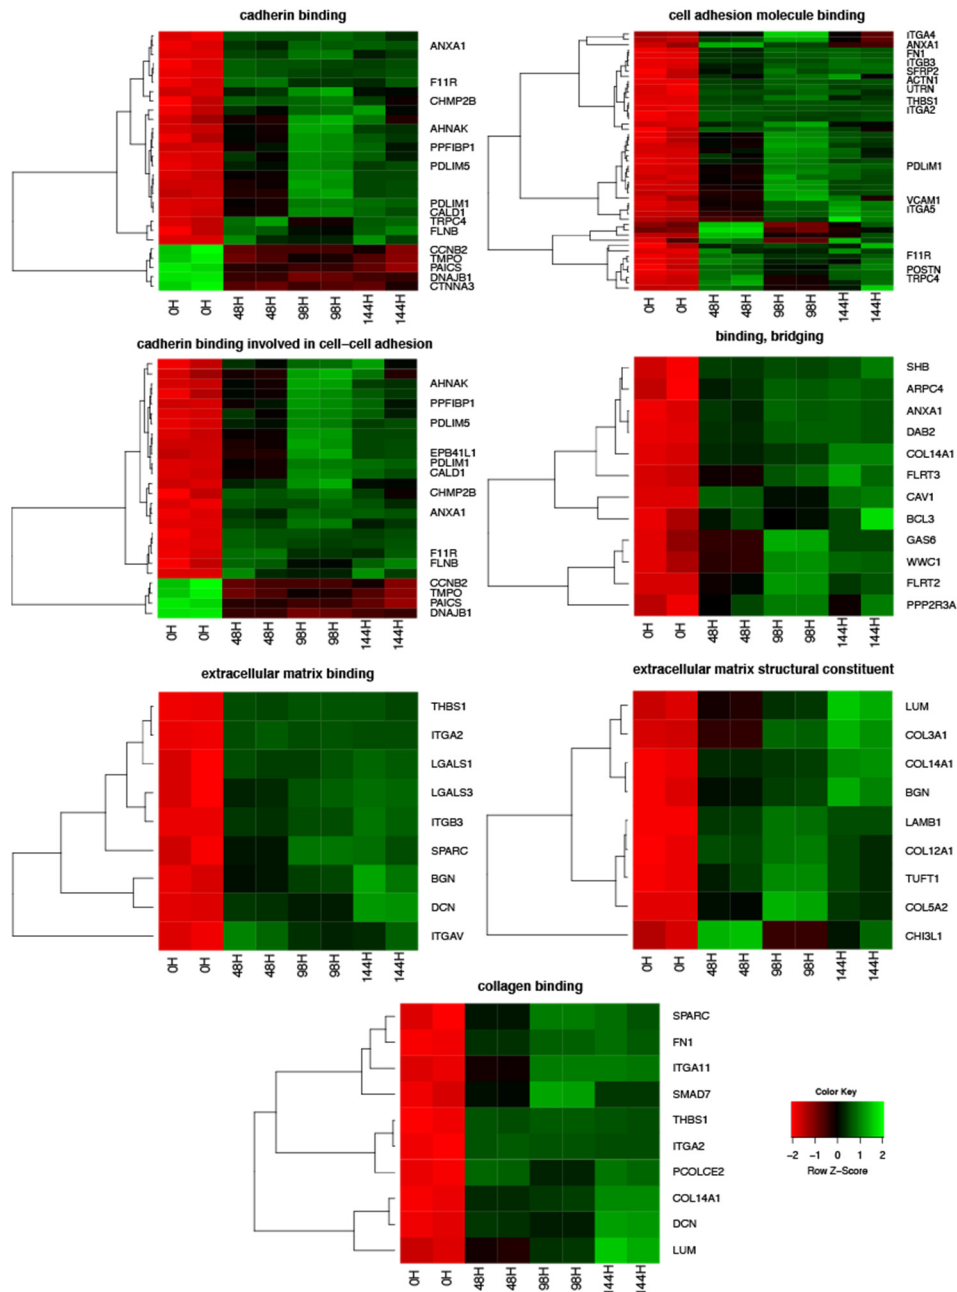 cadherin binding
ANXA1
F11R
CHMP2B
AHNAK
PPFIBP1
PDLIM5
PDLIM1
CALD1
TRPC4
FLNB
CCNB2
TMPO
PAICS
DNAJB1
CTNNA3
0H 0H 48H 48H 98H 98H 144H 144H
cell adhesion molecule binding
ITGA4
ANXA1
FN1
ITGB3
SFRP2
ACTN1
UTRN
THBS1
ITGA2
PDLIM1
VCAM1
ITGA5
F11R
POSTN
TRPC4
0H 0H 48H 48H 98H 98H 144H 144H
cadherin binding involved in cell-cell adhesion
AHNAK
PPFIBP1
PDLIM5
EPB41L1
PDLIM1
CALD1
CHMP2B
ANXA1
F11R
FLNB
CCNB2
TMPO
PAICS
DNAJB1
0H 0H 48H 48H 98H 98H 144H 144H
binding, bridging
SHB
ARPC4
ANXA1
DAB2
COL14A1
FLRT3
CAV1
BCL3
GAS6
WWC1
FLRT2
PPP2R3A
0H 0H 48H 48H 98H 98H 144H 144H
extracellular matrix binding
THBS1
ITGA2
LGALS1
LGALS3
ITGB3
SPARC
BGN
DCN
ITGAV
0H 0H 48H 48H 98H 98H 144H 144H
extracellular matrix structural constituent
LUM
COL3A1
COL14A1
BGN
LAMB1
COL12A1
TUFT1
COL5A2
CHI3L1
0H 0H 48H 48H 98H 98H 144H 144H
collagen binding
SPARC
FN1
ITGA11
SMAD7
THBS1
ITGA2
PCOLCE2
COL14A1
DCN
LUM
0H 0H 48H 48H 98H 98H 144H 144H
Color Key
-2 -1 0 1 2
Row Z-Score